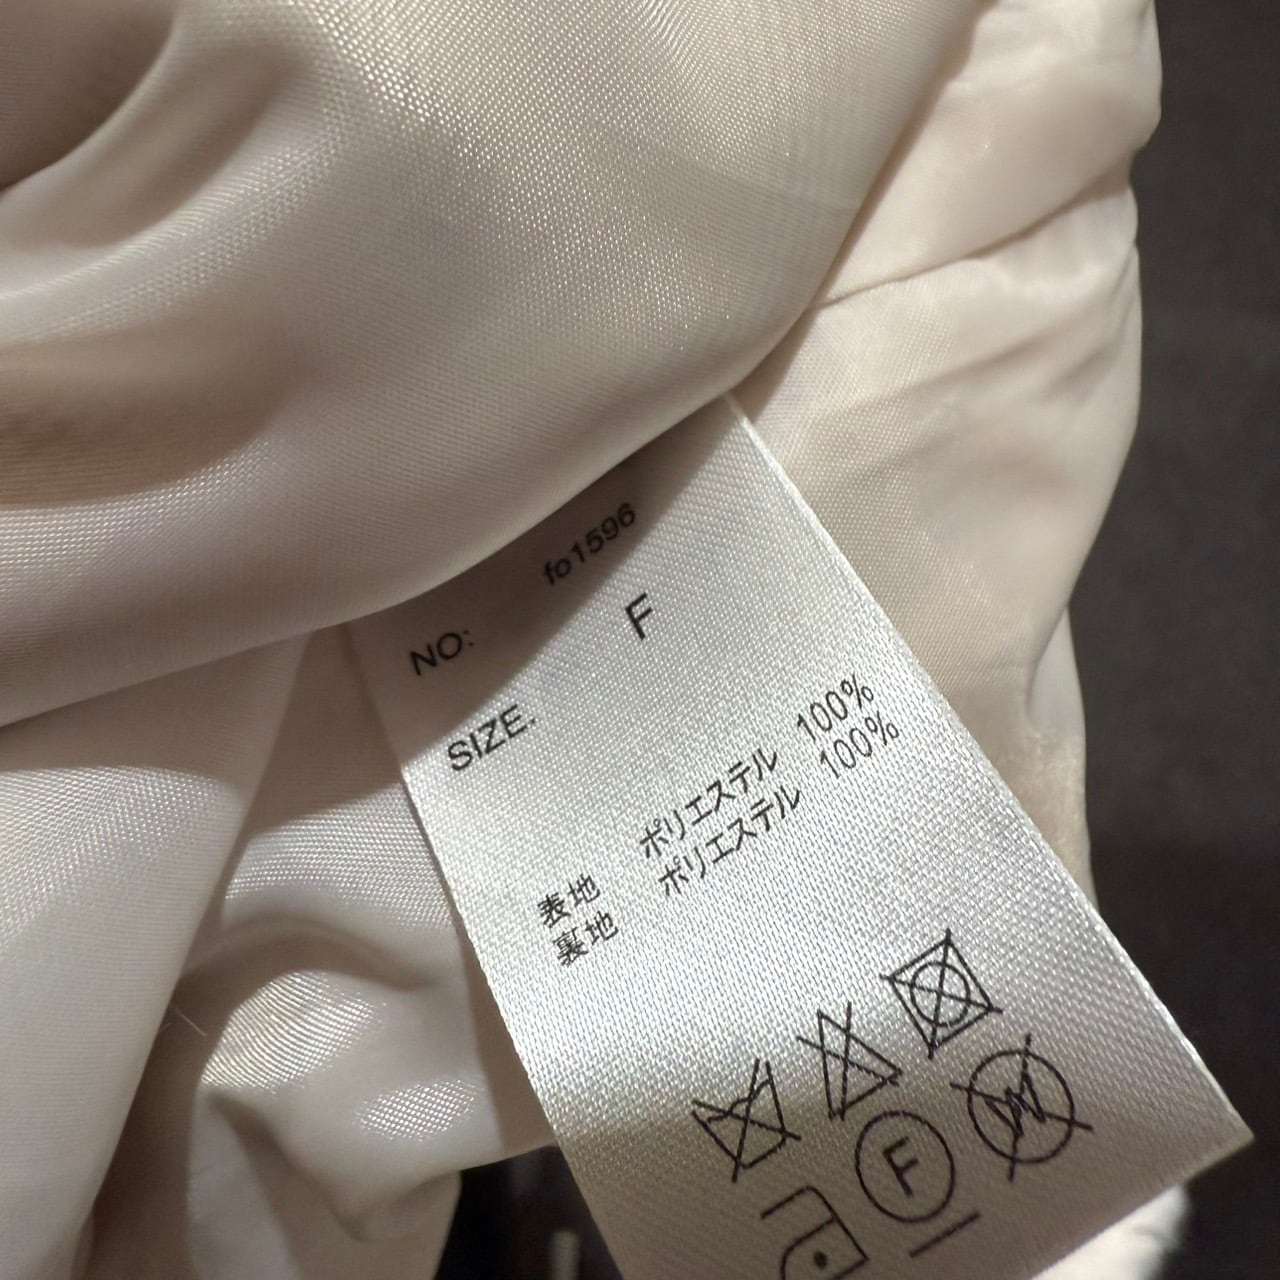 NO: fo1596
SIZE. F
表地 ポリエステル 100%
裏地 ポリエステル 100%
F
W